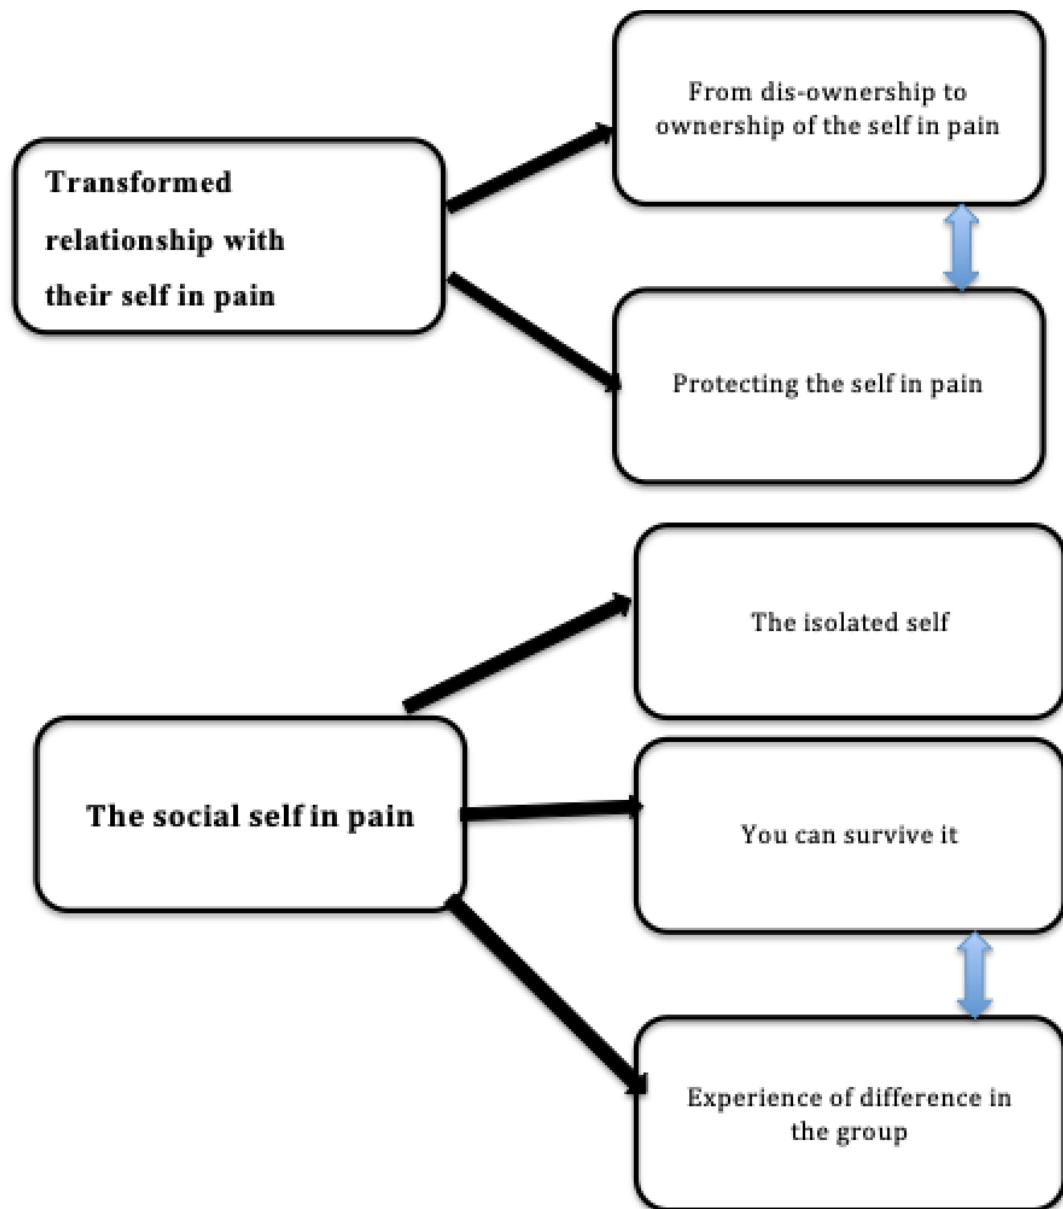 From dis-ownership to
ownership of the self in pain
Transformed
relationship with
their self in pain
Protecting the self in pain
The isolated self
The social self in pain
You can survive it
Experience of difference in
the group